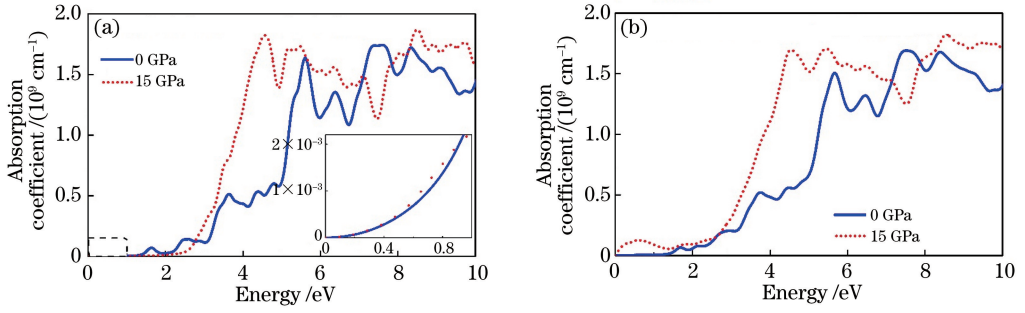 (a)
0 GPa
15 GPa
Absorption
coefficient /(10⁹ cm⁻¹)
2.0
1.5
1.0
0.5
0
0 2 4 6 8 10
Energy /eV
2×10⁻³
1×10⁻³
0
0 0.4 0.8
(b)
0 GPa
15 GPa
Absorption
coefficient /(10⁹ cm⁻¹)
2.0
1.5
1.0
0.5
0
0 2 4 6 8 10
Energy /eV